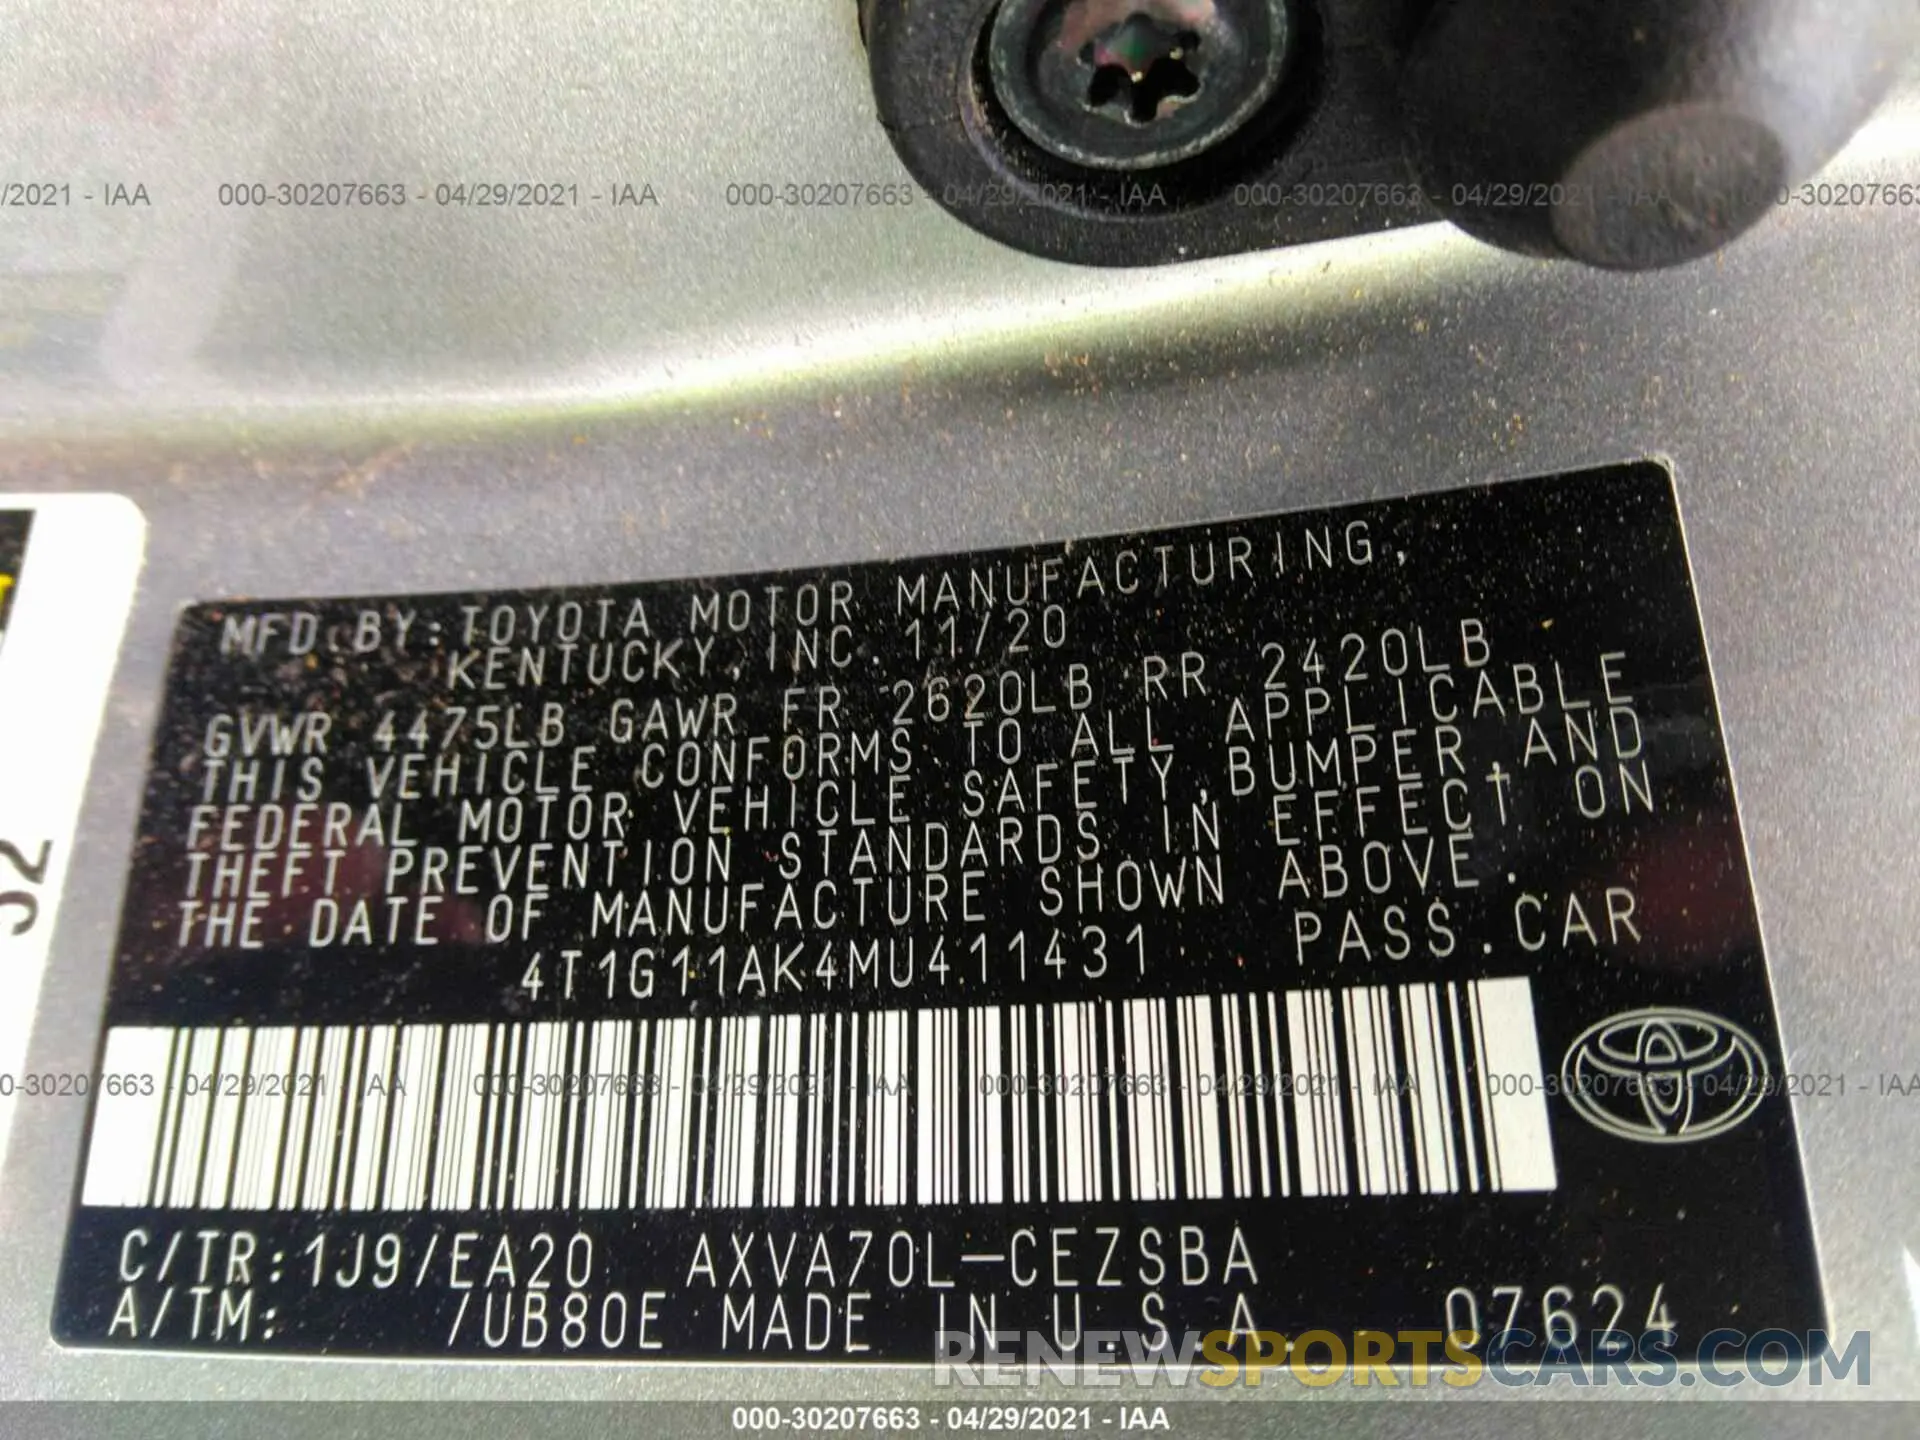 /2021 - IAA 000-30207663 - 04/29/2021 - IAA 000-30207663 - 04/29/2021 - IAA 000-30207663 - 04/29/2021 - IAA 00-30207663
MFD. BY: TOYOTA MOTOR MANUFACTURING,
KENTUCKY, INC. 11/20
GVWR 4475LB GAWR FR 2620LB RR 2420LB
THIS VEHICLE CONFORMS TO ALL APPLICABLE
FEDERAL MOTOR VEHICLE SAFETY, BUMPER, AND
THEFT PREVENTION STANDARDS IN EFFECT ON
THE DATE OF MANUFACTURE SHOWN ABOVE.
4T1G11AK4MU411431 PASS. CAR
52
0-30207663 - 04/29/2021 - IAA 000-30207663 - 04/29/2021 - IAA 000-30207663 - 04/29/2021 - IAA 000-30207663 - 04/29/2021 - IAA
C/TR: 1J9/EA20 AXVA70L-CEZSBA
A/TM: /UB80E MADE IN U.S.A. 07624
RENEWSPORTSCARS.COM
000-30207663 - 04/29/2021 - IAA